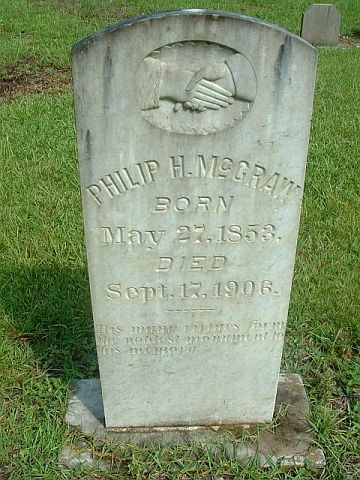 PHILIP H. McGRAW
BORN
May 27, 1853.
DIED
Sept. 17, 1906.
His many virtues form
the noblest monument to
his memory.